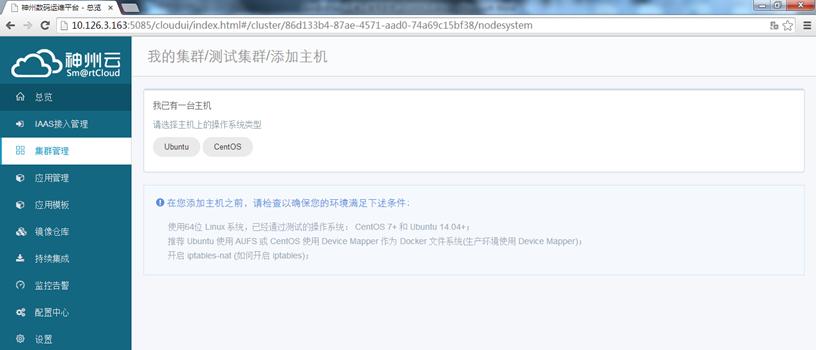 神州数码运维平台 - 总览
10.126.3.163:5085/cloudui/index.html#/cluster/86d133b4-87ae-4571-aad0-74a69c15bf38/nodesystem
神州云
Sm@rtCloud
我的集群/测试集群/添加主机
总览
IAAS接入管理
集群管理
应用管理
应用模板
镜像仓库
持续集成
监控告警
配置中心
设置
我已有一台主机
请选择主机上的操作系统类型
Ubuntu
CentOS
在您添加主机之前，请检查以确保您的环境满足下述条件：
使用64位 Linux 系统，已经通过测试的操作系统： CentOS 7+ 和 Ubuntu 14.04+；
推荐 Ubuntu 使用 AUFS 或 CentOS 使用 Device Mapper 作为 Docker 文件系统(生产环境使用 Device Mapper)；
开启 iptables-nat (如何开启 iptables)；